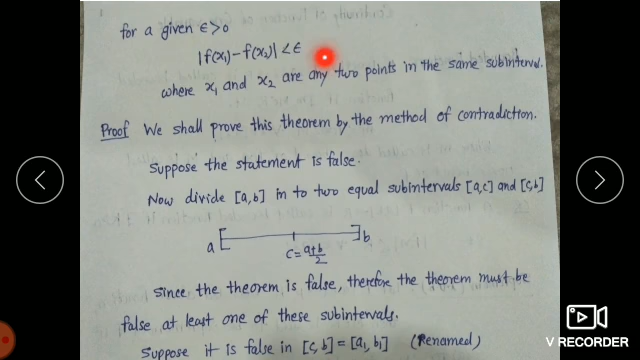 for a given ε>0
|f(x₁)-f(x₂)|<ε
where x₁ and x₂ are any two points in the same subinterval.
Proof We shall prove this theorem by the method of contradiction.
Suppose the statement is false.
Now divide [a,b] in to two equal subintervals [a,c] and [c,b]
a b
c=a+b/2
Since the theorem is false, therefore the theorem must be
false at least one of these subintervals.
Suppose it is false in [c,b]=[a₁,b₁] (Renamed)
V RECORDER